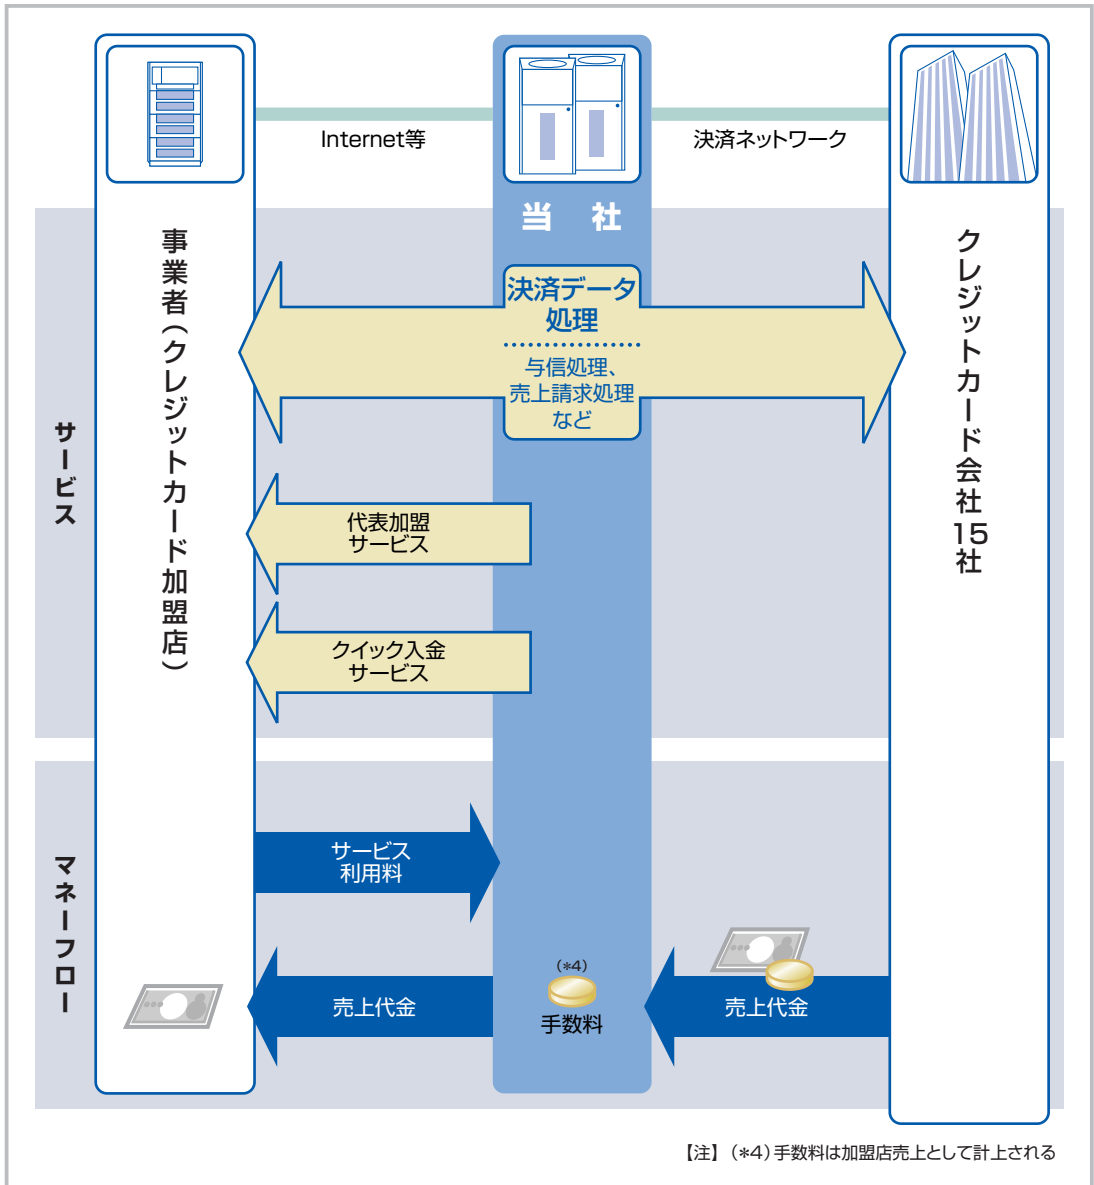 Internet等
決済ネットワーク
当 社
事業者(クレジットカード加盟店)
クレジットカード会社15社
サービス
決済データ
処理
与信処理、
売上請求処理
など
代表加盟
サービス
クイック入金
サービス
マネーフロー
サービス
利用料
売上代金
(*4)
手数料
売上代金
【注】(*4)手数料は加盟店売上として計上される